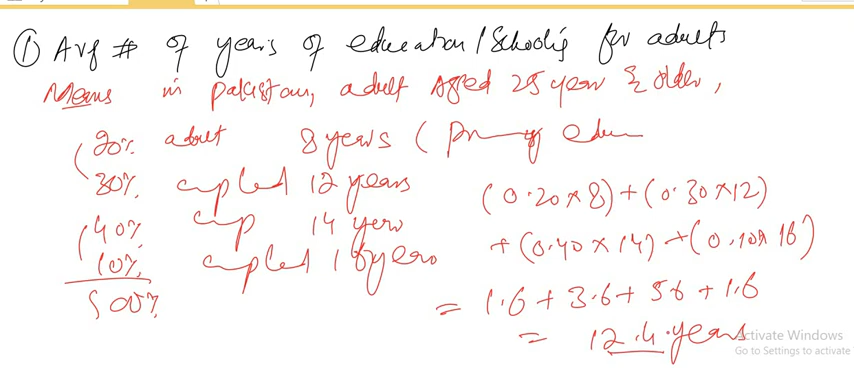 ① Avg # of years of education/Schooling for adults
Means in Pakistan, adult Aged 25 year & older,
20% adult 8 years (Primary Edu
30% completed 12 years
40% comp 14 years
10% completed 16 years
100%
(0.20×8)+(0.30×12)
+(0.40×14)+(0.10×16)
= 1.6+3.6+5.6+1.6
= 12.4 years
Activate Windows
Go to Settings to activate